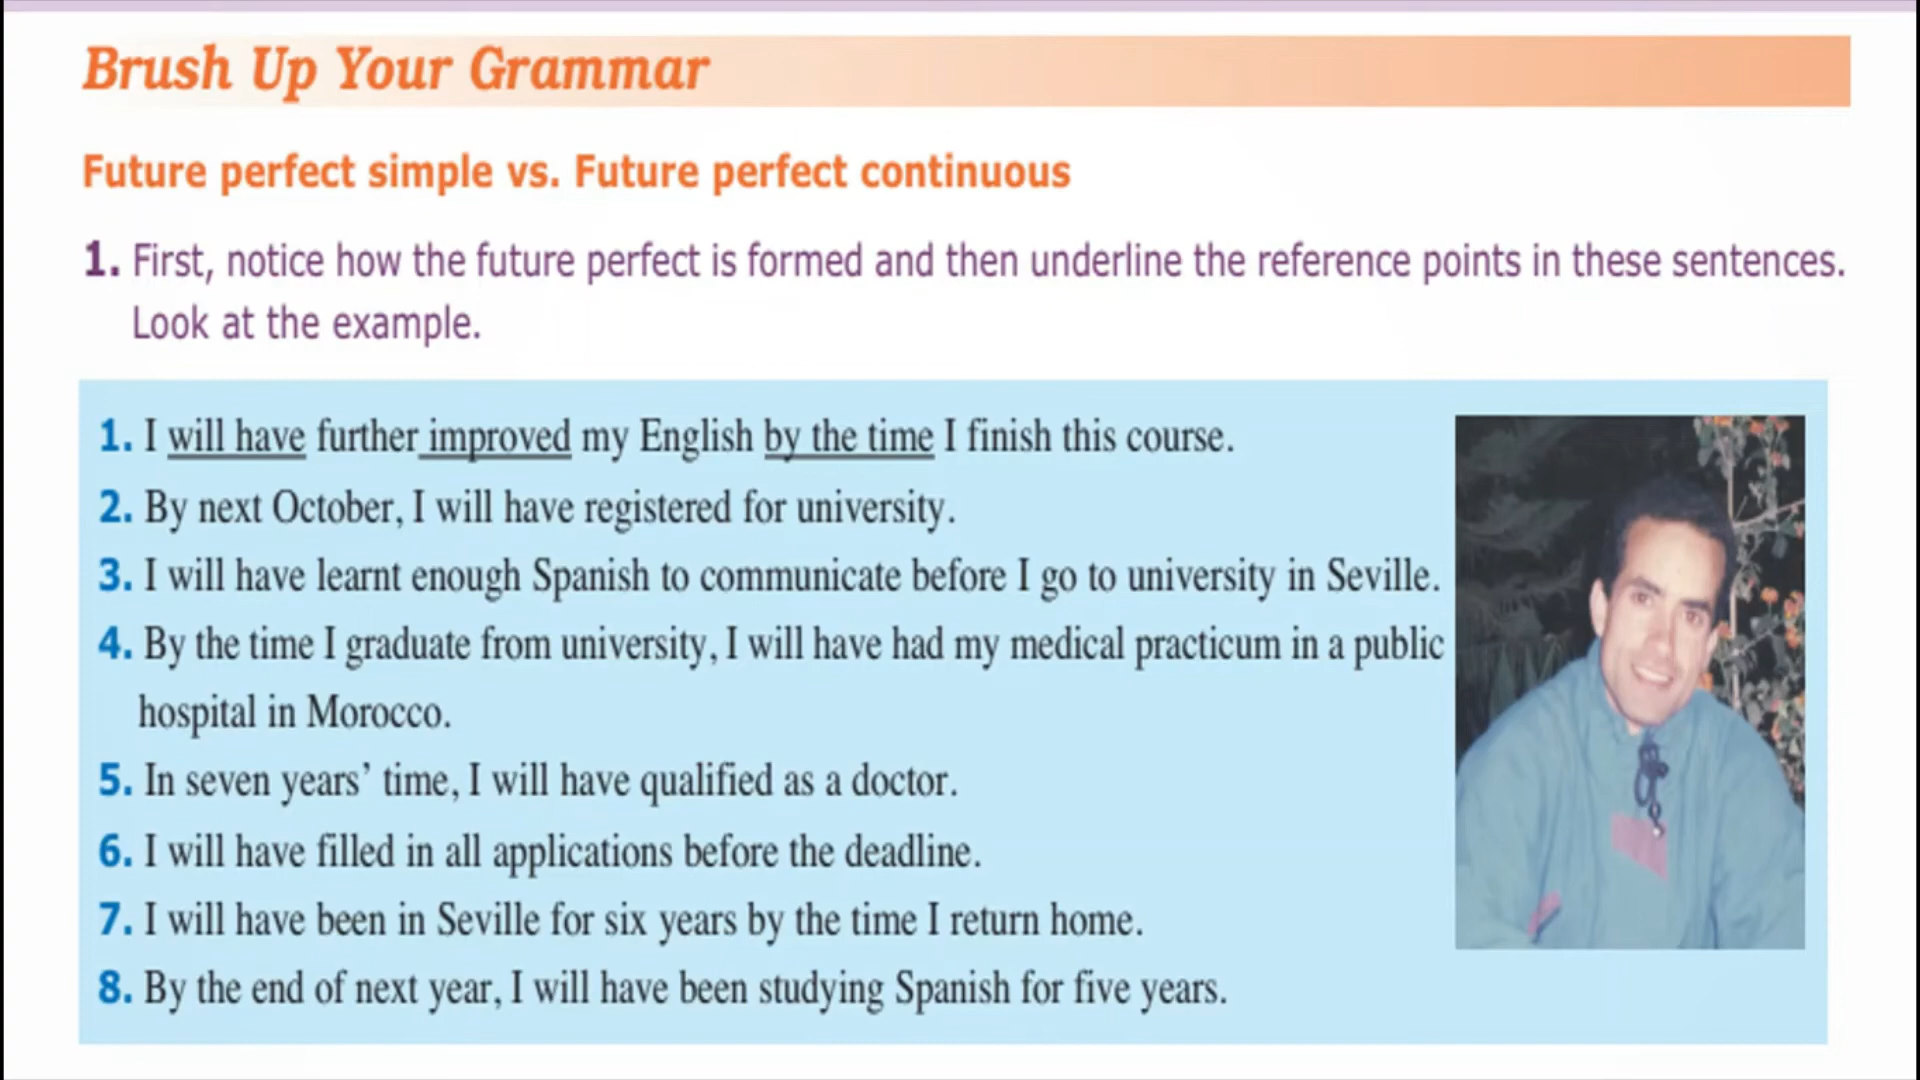 Brush Up Your Grammar
Future perfect simple vs. Future perfect continuous
1. First, notice how the future perfect is formed and then underline the reference points in these sentences.
Look at the example.
1. I will have further improved my English by the time I finish this course.
2. By next October, I will have registered for university.
3. I will have learnt enough Spanish to communicate before I go to university in Seville.
4. By the time I graduate from university, I will have had my medical practicum in a public
hospital in Morocco.
5. In seven years’ time, I will have qualified as a doctor.
6. I will have filled in all applications before the deadline.
7. I will have been in Seville for six years by the time I return home.
8. By the end of next year, I will have been studying Spanish for five years.